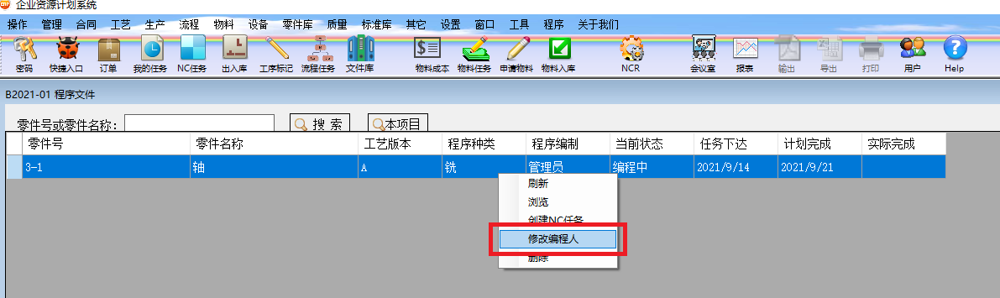 企业资源计划系统
操作 管理 合同 工艺 生产 流程 物料 设备 零件库 质量 标准库 其它 设置 窗口 工具 程序 关于我们
密码 快捷入口 订单 我的任务 NC任务 出入库 工序标记 流程任务 文件库 物料成本 物料任务 申请物料 物料入库 NCR 会议室 报表 输出 导出 打印 用户 Help
B2021-01 程序文件
零件号或零件名称: 搜 索 本项目
零件号 零件名称 工艺版本 程序种类 程序编制 当前状态 任务下达 计划完成 实际完成
3-1 轴 A 铣 管理员 编程中 2021/9/14 2021/9/21
刷新
浏览
创建NC任务
修改编程人
删除